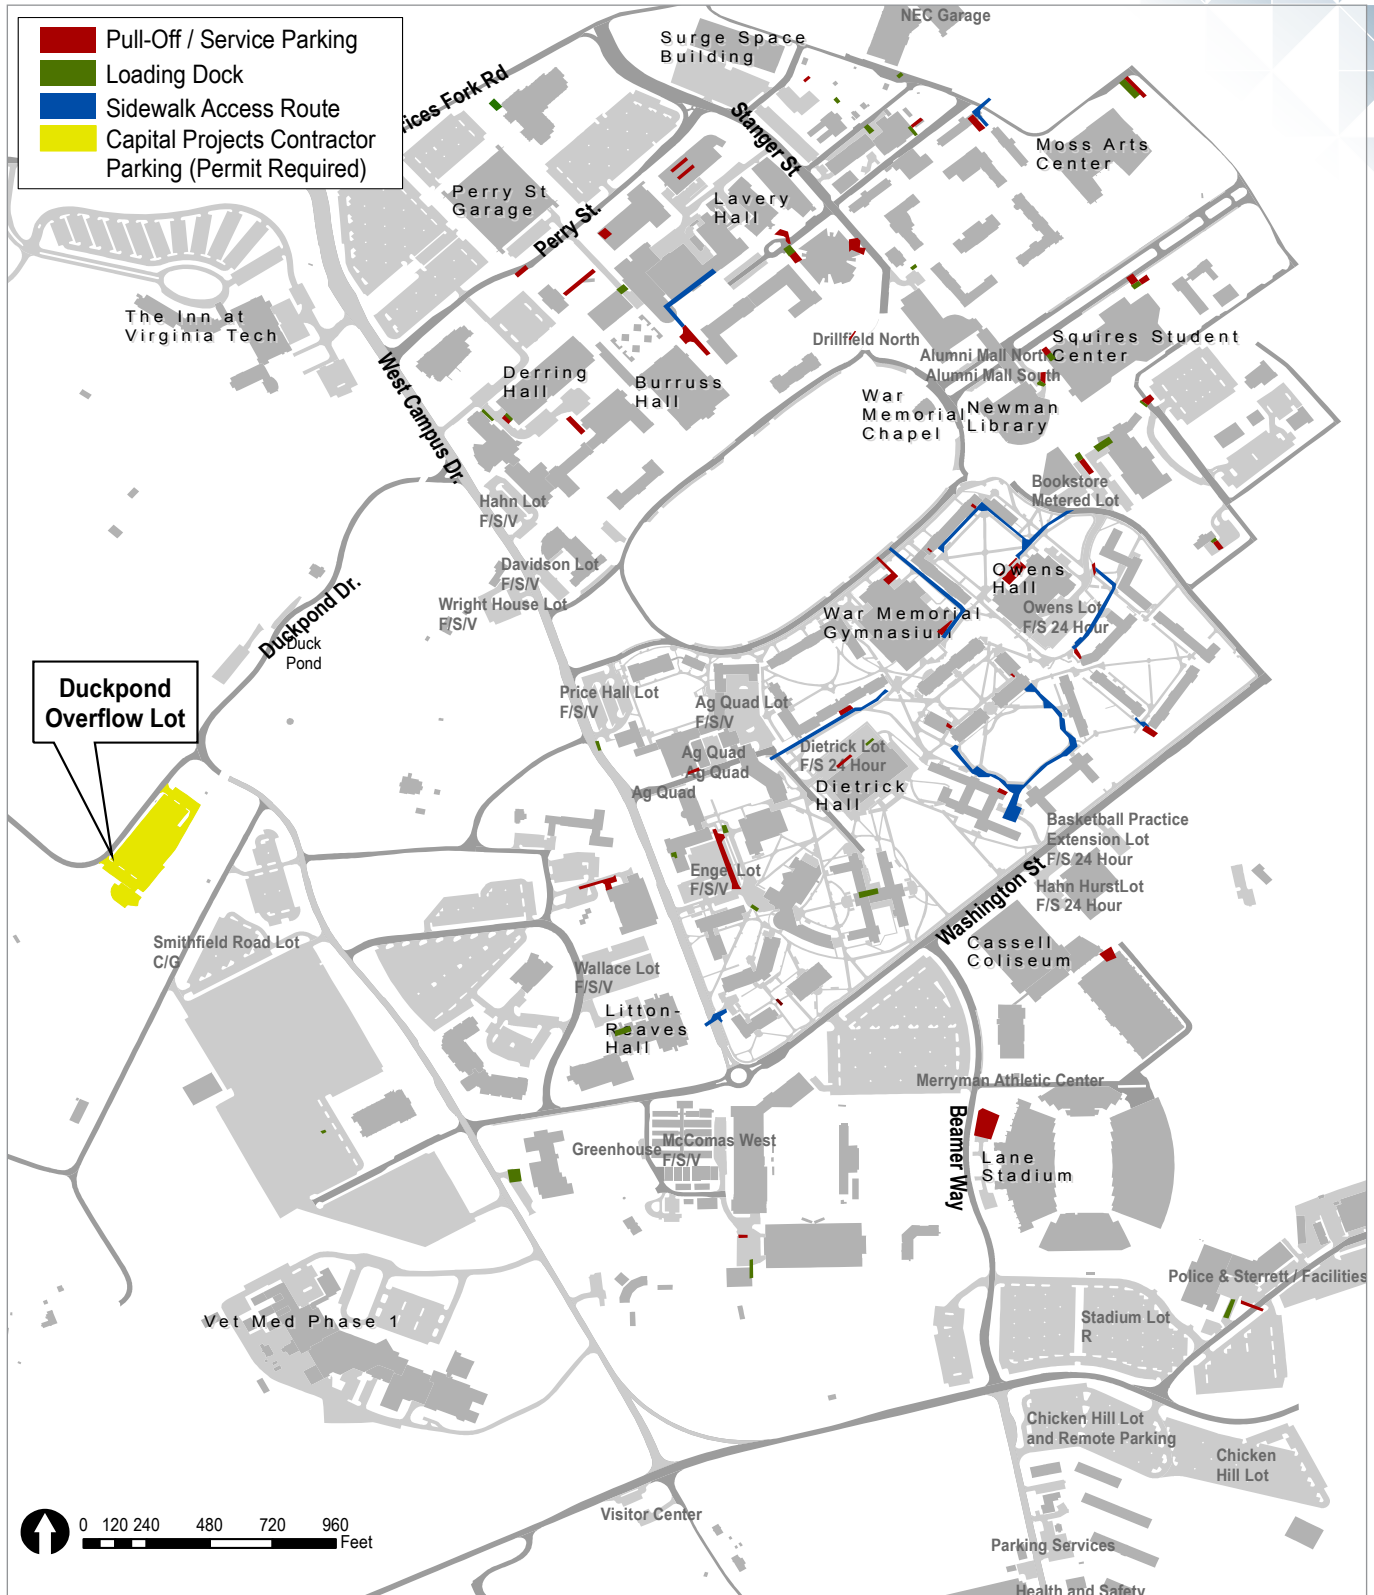 Pull-Off / Service Parking
Loading Dock
Sidewalk Access Route
Capital Projects Contractor
Parking (Permit Required)
NEC Garage
Surge Space
Building
rices Fork Rd
Stanger St
Moss Arts
Center
Perry St
Garage
Lavery
Hall
Perry St.
The Inn at
Virginia Tech
Drillfield North
Alumni Mall North
Alumni Mall South
Squires Student
Center
Derring
Hall
Burruss
Hall
West Campus Dr.
War
Memorial
Chapel
Newman
Library
Bookstore
Metered Lot
Hahn Lot
F/S/V
Davidson Lot
F/S/V
Wright House Lot
F/S/V
Owens
Hall
Owens Lot
F/S 24 Hour
War Memorial
Gymnasium
Duckpond Dr.
Duck
Pond
Duckpond
Overflow Lot
Price Hall Lot
F/S/V
Ag Quad Lot
F/S/V
Ag Quad
Ag Quad
Ag Quad
Dietrick Lot
F/S 24 Hour
Dietrick
Hall
Basketball Practice
Extension Lot
F/S 24 Hour
Engel Lot
F/S/V
Hahn HurstLot
F/S 24 Hour
Washington St
Cassell
Coliseum
Smithfield Road Lot
C/G
Wallace Lot
F/S/V
Litton-
Reaves
Hall
Merryman Athletic Center
Beamer Way
Lane
Stadium
Greenhouse
McComas West
F/S/V
Police & Sterrett / Facilities
Vet Med Phase 1
Stadium Lot
R
Chicken Hill Lot
and Remote Parking
Chicken
Hill Lot
Visitor Center
0 120 240 480 720 960
Feet
Parking Services
Health and Safety